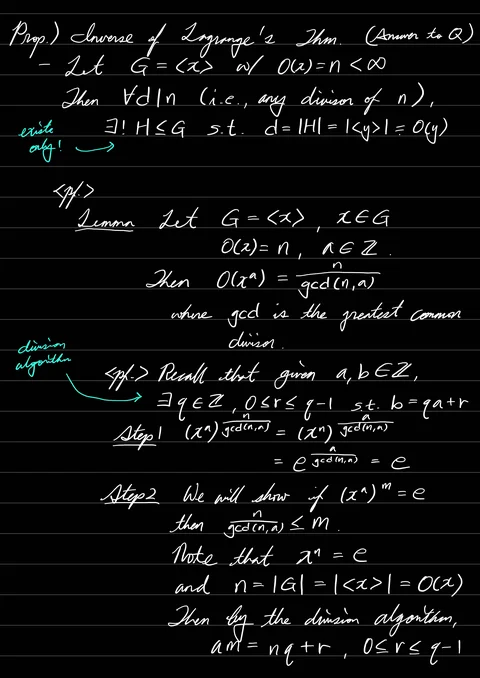 Prop.) Inverse of Lagrange's Thm. (Answer to Q)
- Let G = <x> w/ O(x) = n < ∞
Then ∀d|n (i.e., any divisor of n),
exists only! → ∃! H ≤ G s.t. d = |H| = |<y>| = O(y)
<pf.>
Lemma Let G = <x>, x ∈ G
O(x) = n, a ∈ ℤ.
Then O(x^a) = n/gcd(n,a)
where gcd is the greatest common
divisor.
division algorithm → <pf.> Recall that given a, b ∈ ℤ,
∃ q ∈ ℤ, 0 ≤ r ≤ q-1 s.t. b = qa + r
Step 1 (x^a)^(n/gcd(n,a)) = (x^n)^(a/gcd(n,a))
= e^(a/gcd(n,a)) = e
Step 2 We will show if (x^a)^m = e
then n/gcd(n,a) ≤ m.
Note that x^n = e
and n = |G| = |<x>| = O(x)
Then by the division algorithm,
am = nq + r, 0 ≤ r ≤ q-1